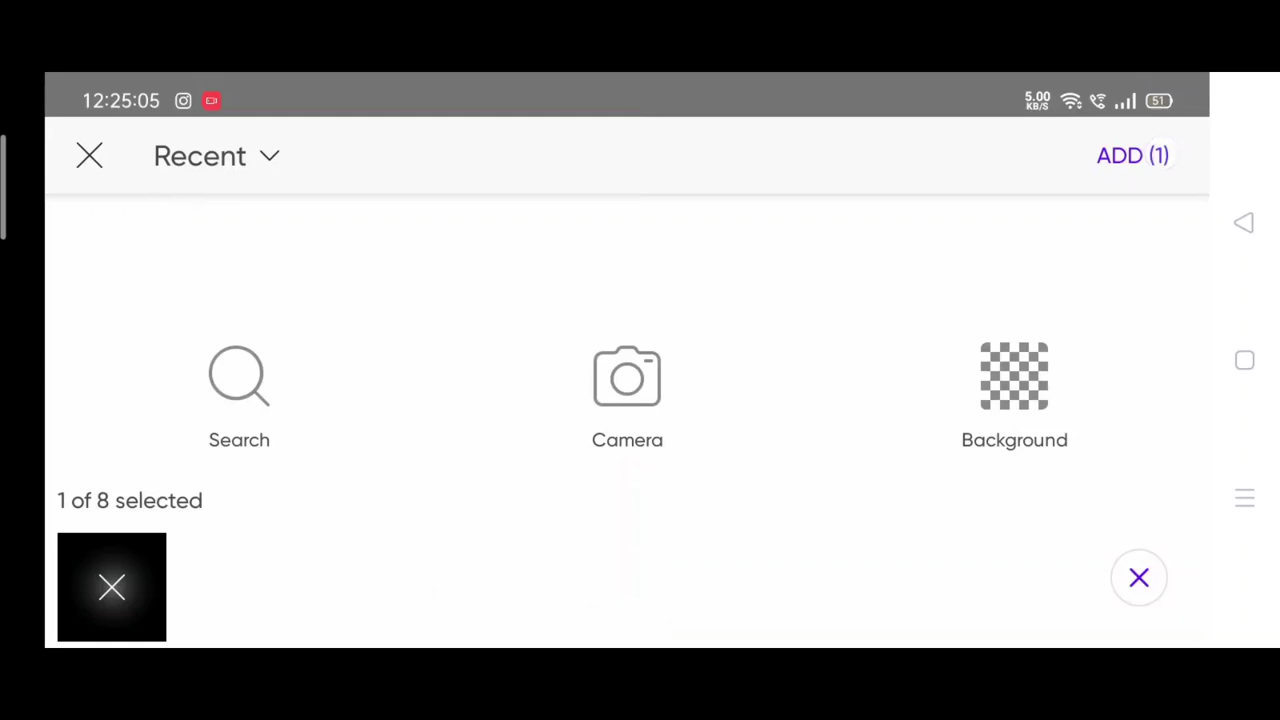 12:25:05 5.00 KB/S 51
Recent ADD (1)
Search Camera Background
1 of 8 selected